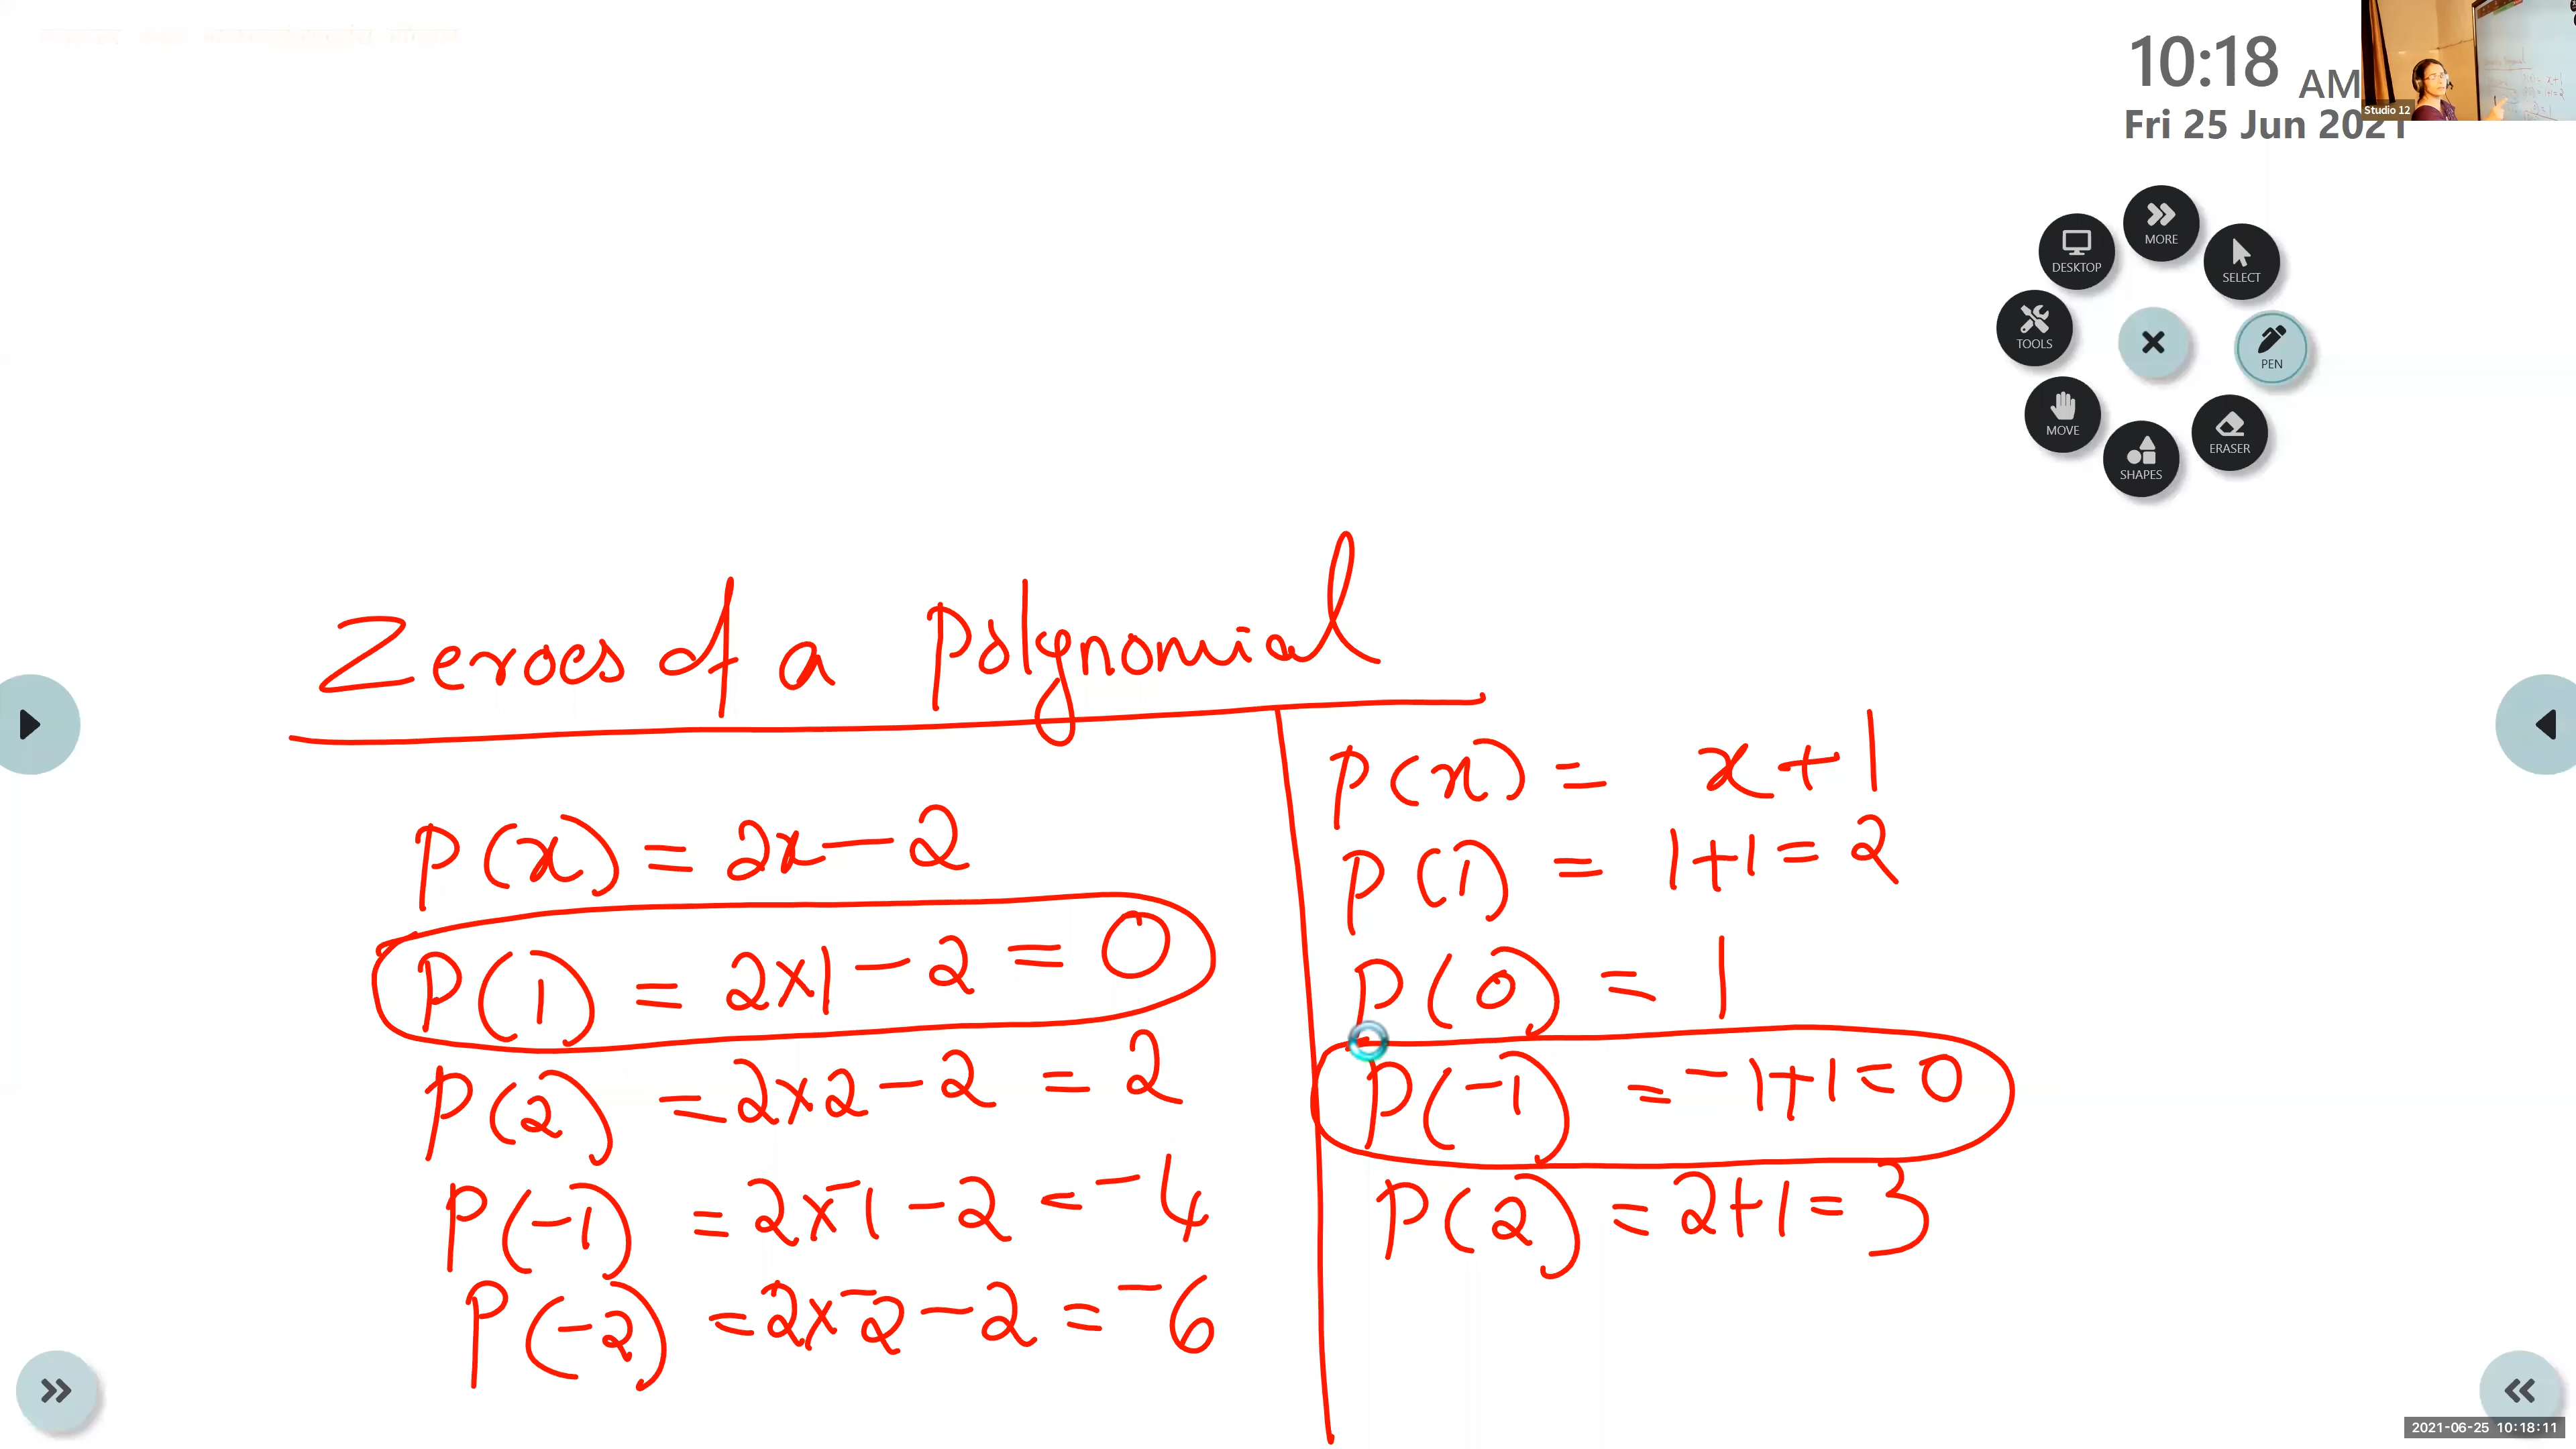 10:18 AM
Fri 25 Jun 2021
Studio 12
MORE
DESKTOP
SELECT
TOOLS
PEN
MOVE
ERASER
SHAPES
Zeroes of a Polynomial
P(x) = 2x - 2
P(1) = 2×1 - 2 = 0
P(2) = 2×2 - 2 = 2
P(-1) = 2×⁻1 - 2 = ⁻4
P(-2) = 2×⁻2 - 2 = ⁻6
P(x) = x+1
P(1) = 1+1 = 2
P(0) = 1
P(-1) = ⁻1+1 = 0
P(2) = 2+1 = 3
2021-06-25 10:18:11